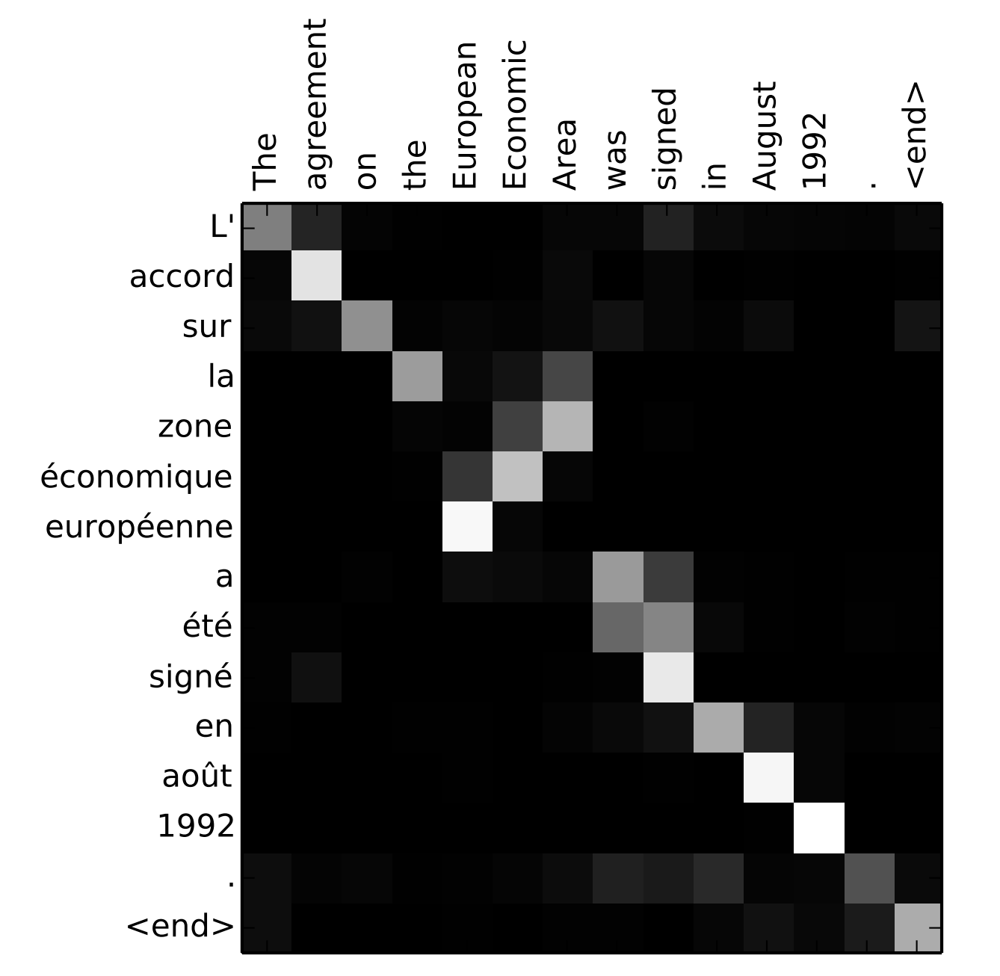 The agreement on the European Economic Area was signed in August 1992 . <end>
L'
accord
sur
la
zone
économique
européenne
a
été
signé
en
août
1992
.
<end>